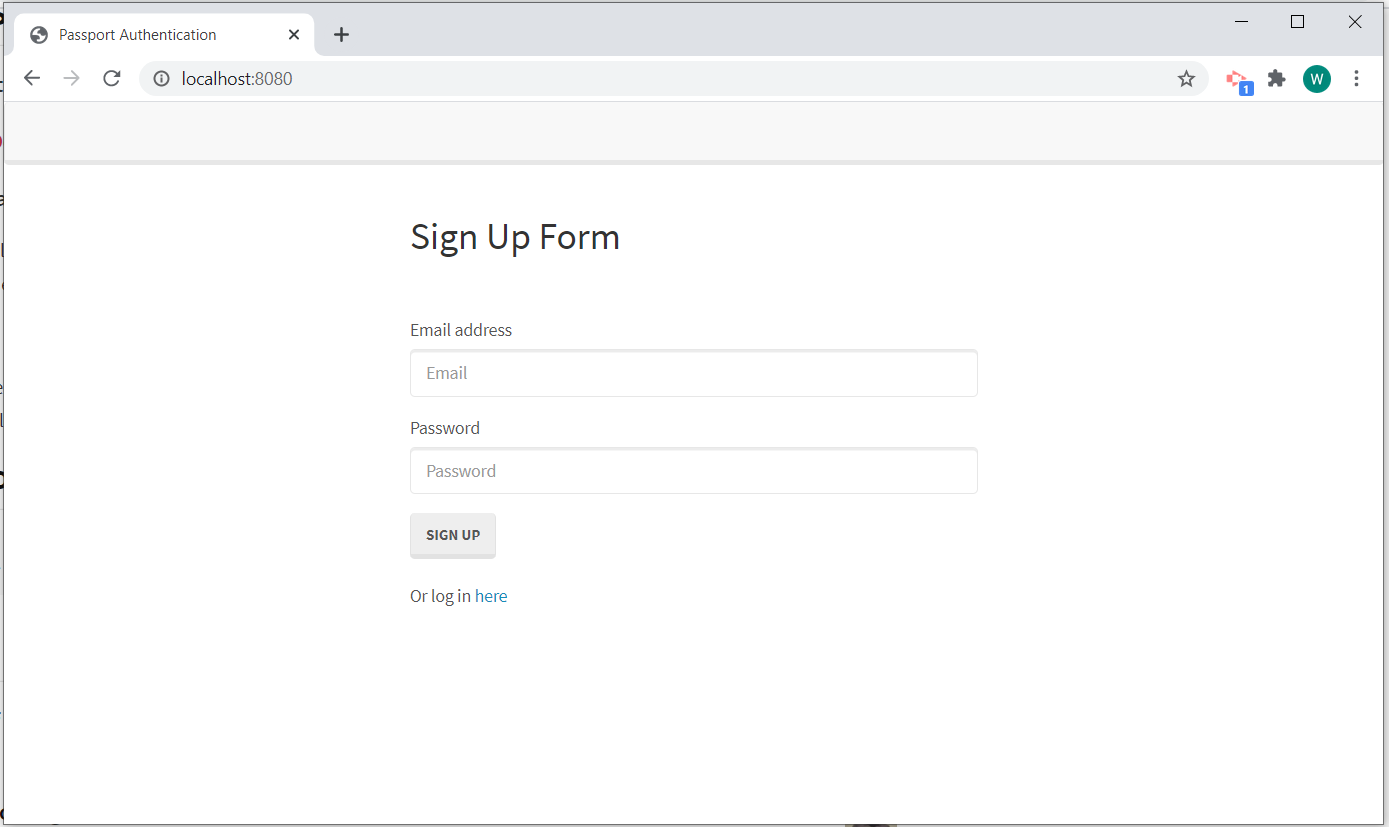 Passport Authentication
localhost:8080
1
W
Sign Up Form
Email address
Email
Password
Password
SIGN UP
Or log in here